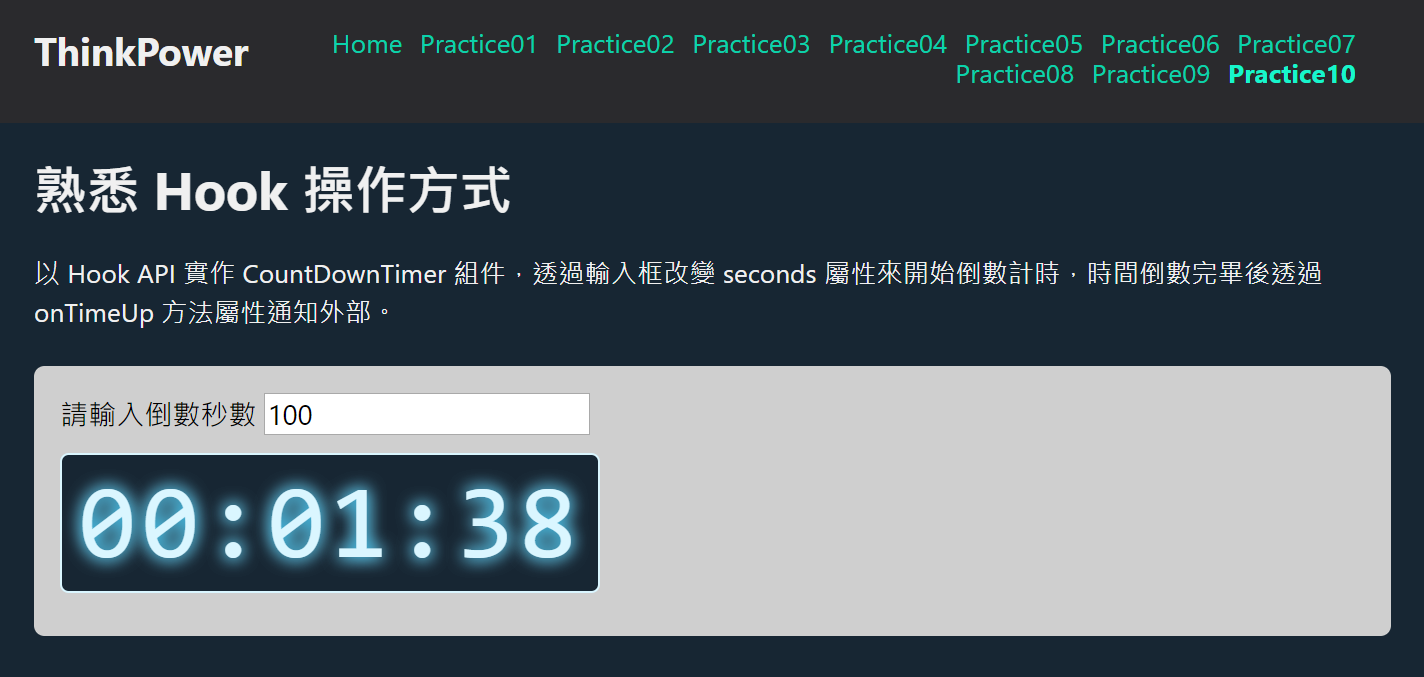 ThinkPower
Home Practice01 Practice02 Practice03 Practice04 Practice05 Practice06 Practice07
Practice08 Practice09 Practice10
熟悉 Hook 操作方式
以 Hook API 實作 CountDownTimer 組件，透過輸入框改變 seconds 屬性來開始倒數計時，時間倒數完畢後透過
onTimeUp 方法屬性通知外部。
請輸入倒數秒數 100
00:01:38